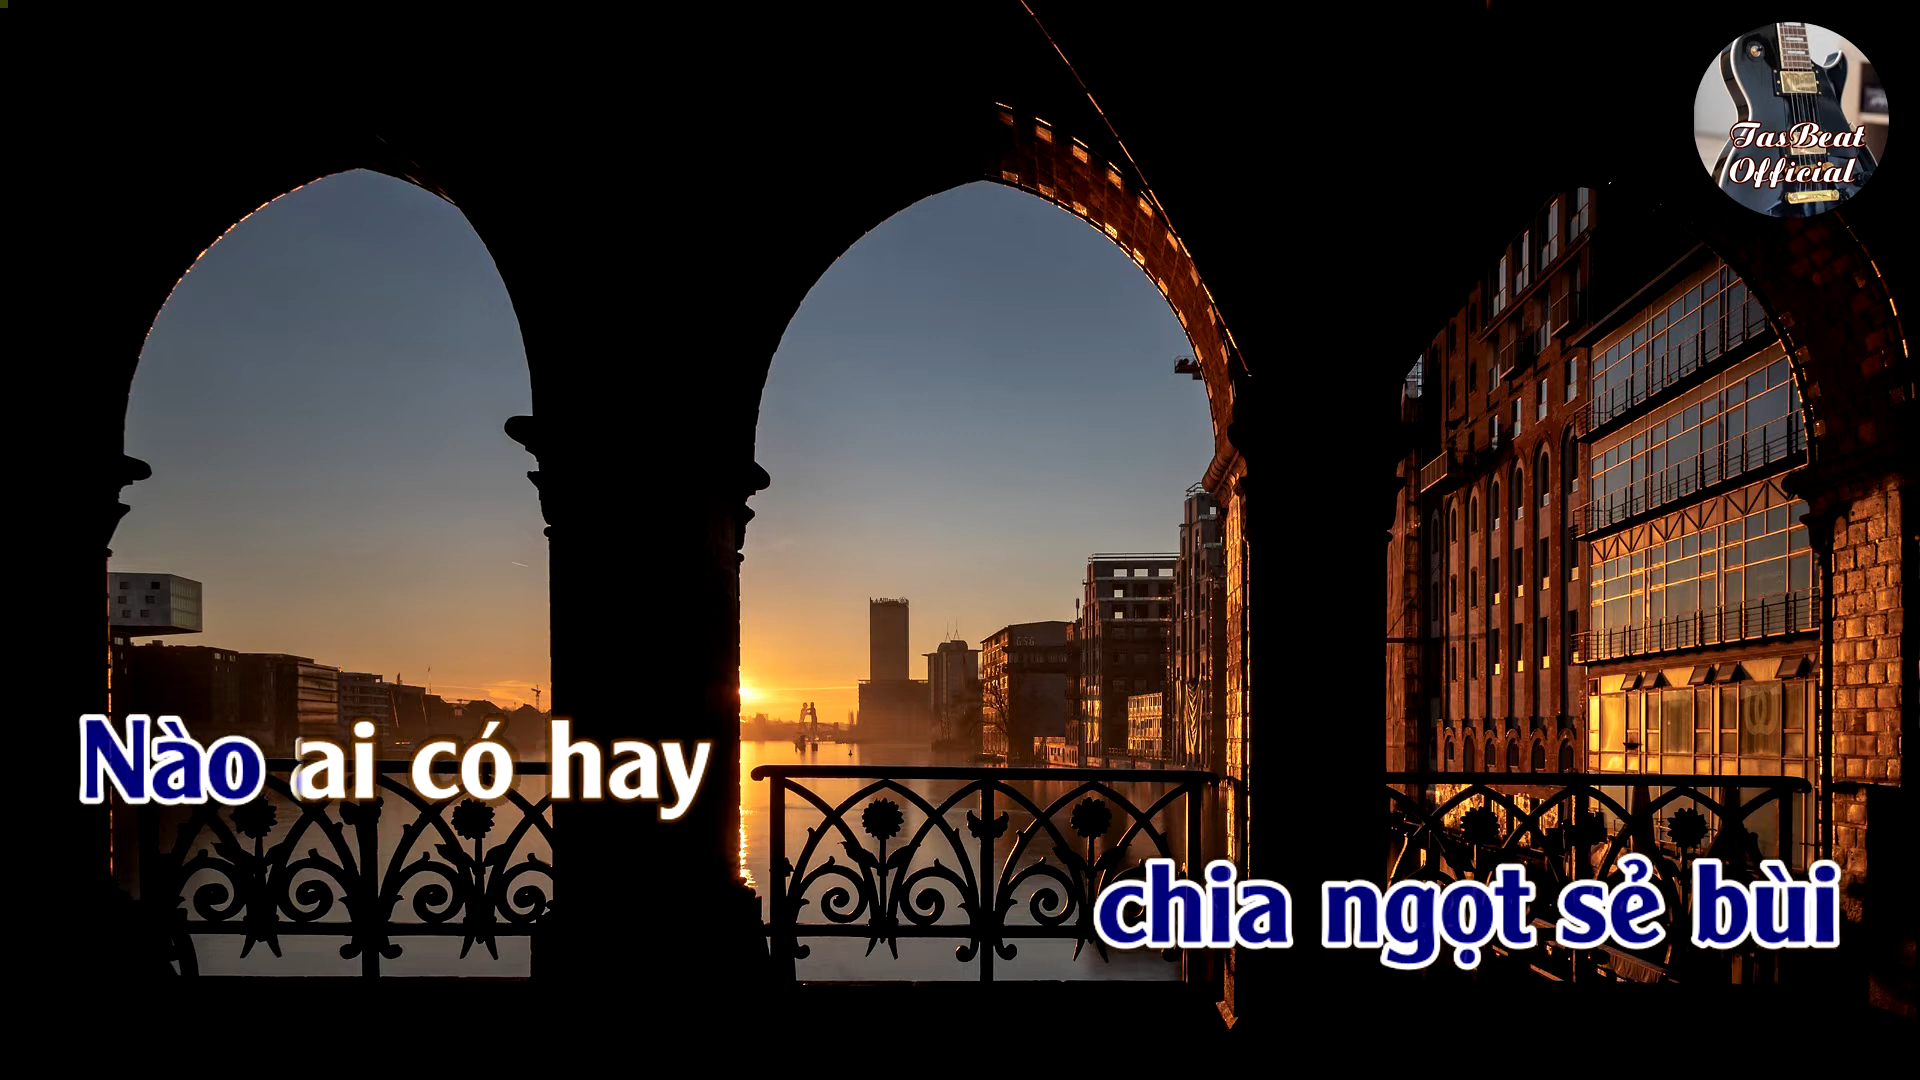 TasBeat
Official
Nào ai có hay
chia ngọt sẻ bùi